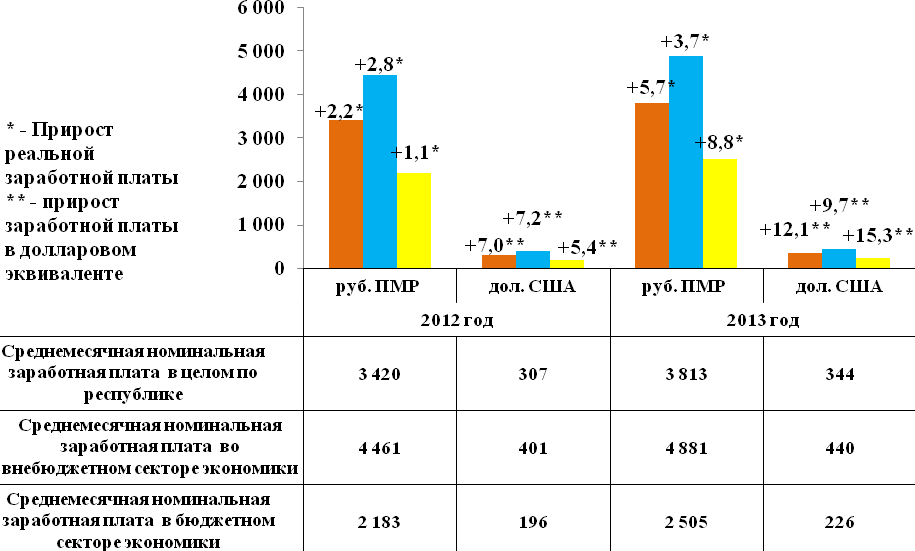 6 000
5 000
4 000
3 000
2 000
1 000
0
* - Прирост
реальной
заработной платы
** - прирост
заработной платы
в долларовом
эквиваленте
+2,2*
+2,8*
+1,1*
+7,0**
+7,2**
+5,4**
+5,7*
+3,7*
+8,8*
+12,1**
+9,7**
+15,3**
руб. ПМР дол. США руб. ПМР дол. США
2012 год 2013 год
Среднемесячная номинальная
заработная плата в целом по
республике
3 420 307 3 813 344
Среднемесячная номинальная
заработная плата во
внебюджетном секторе экономики
4 461 401 4 881 440
Среднемесячная номинальная
заработная плата в бюджетном
секторе экономики
2 183 196 2 505 226